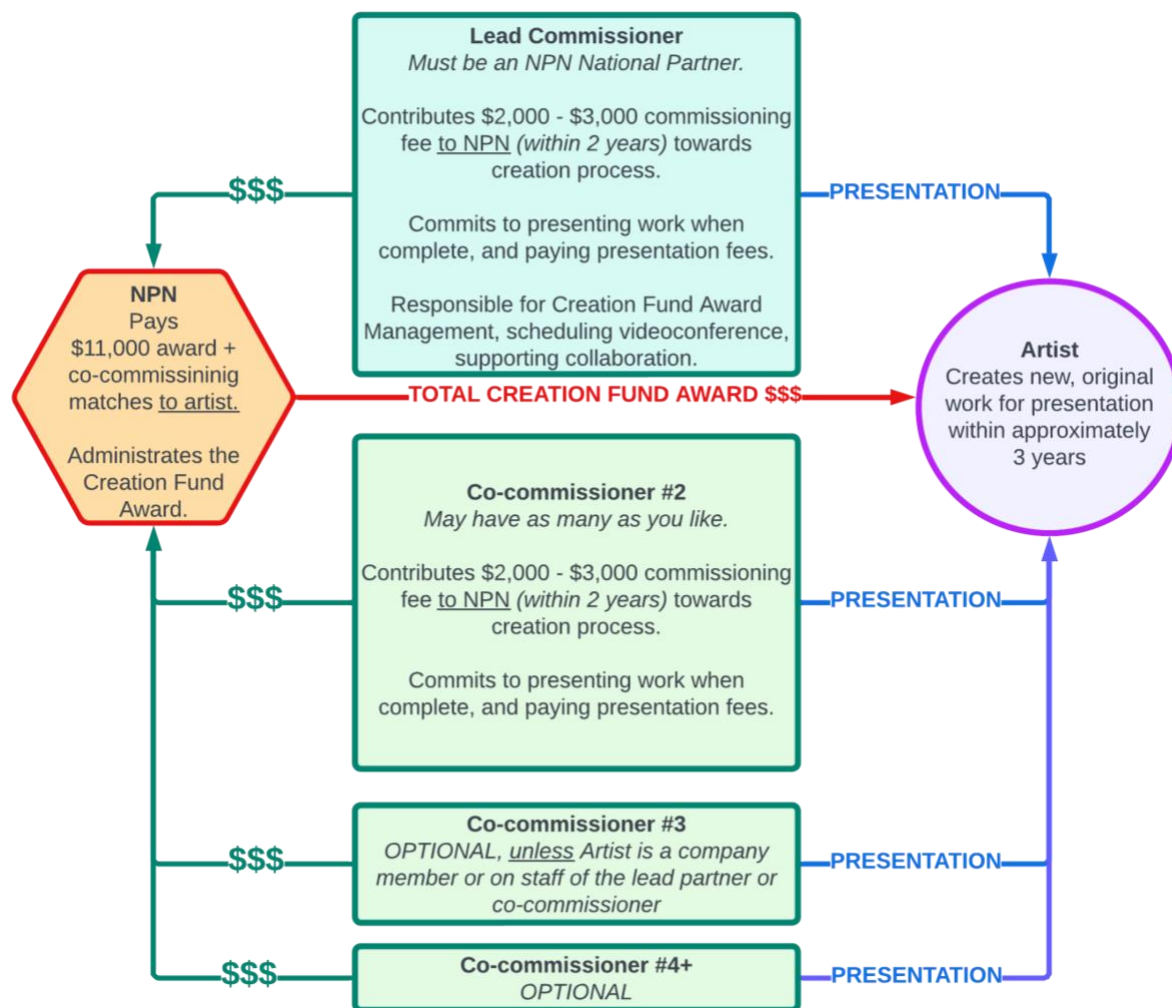 Lead Commissioner
Must be an NPN National Partner.
Contributes $2,000 - $3,000 commissioning
fee to NPN (within 2 years) towards
creation process.
Commits to presenting work when
complete, and paying presentation fees.
Responsible for Creation Fund Award
Management, scheduling videoconference,
supporting collaboration.
$$$
PRESENTATION
NPN
Pays
$11,000 award +
co-commissininig
matches to artist.
Administrates the
Creation Fund
Award.
TOTAL CREATION FUND AWARD $$$
Artist
Creates new, original
work for presentation
within approximately
3 years
Co-commissioner #2
May have as many as you like.
Contributes $2,000 - $3,000 commissioning
fee to NPN (within 2 years) towards
creation process.
Commits to presenting work when
complete, and paying presentation fees.
$$$
PRESENTATION
Co-commissioner #3
OPTIONAL, unless Artist is a company
member or on staff of the lead partner or
co-commissioner
$$$
PRESENTATION
Co-commissioner #4+
OPTIONAL
$$$
PRESENTATION